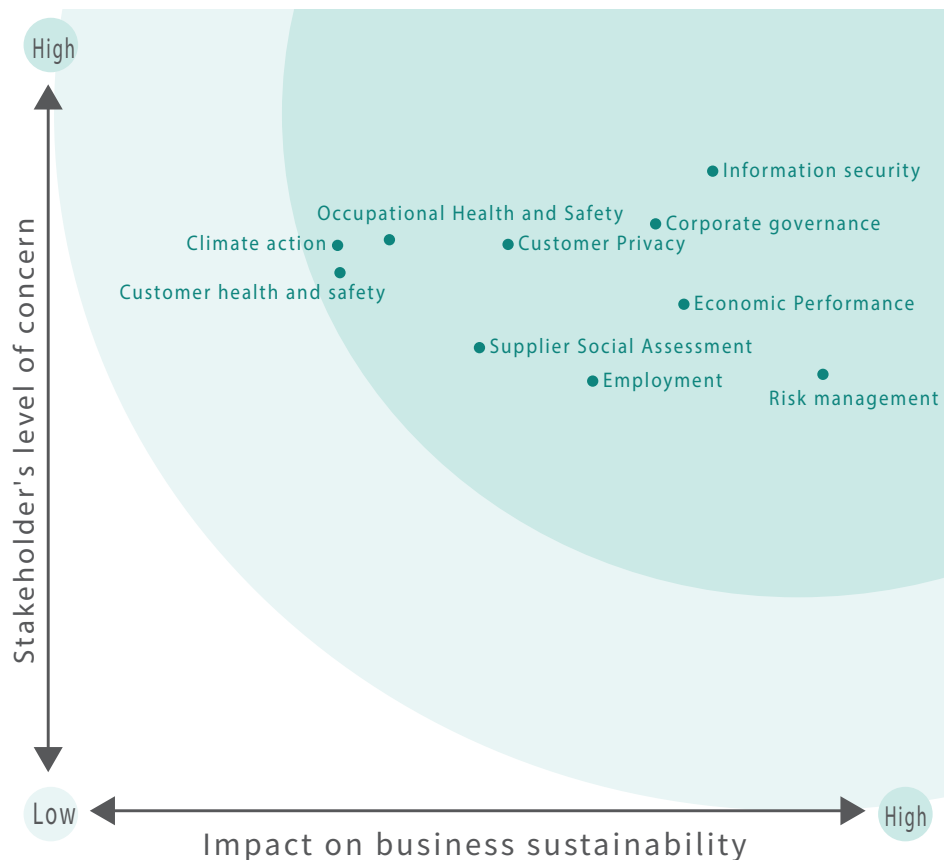 High
Information security
Occupational Health and Safety
Corporate governance
Climate action
Customer Privacy
Customer health and safety
Economic Performance
Supplier Social Assessment
Employment
Risk management
Stakeholder's level of concern
Low
High
Impact on business sustainability